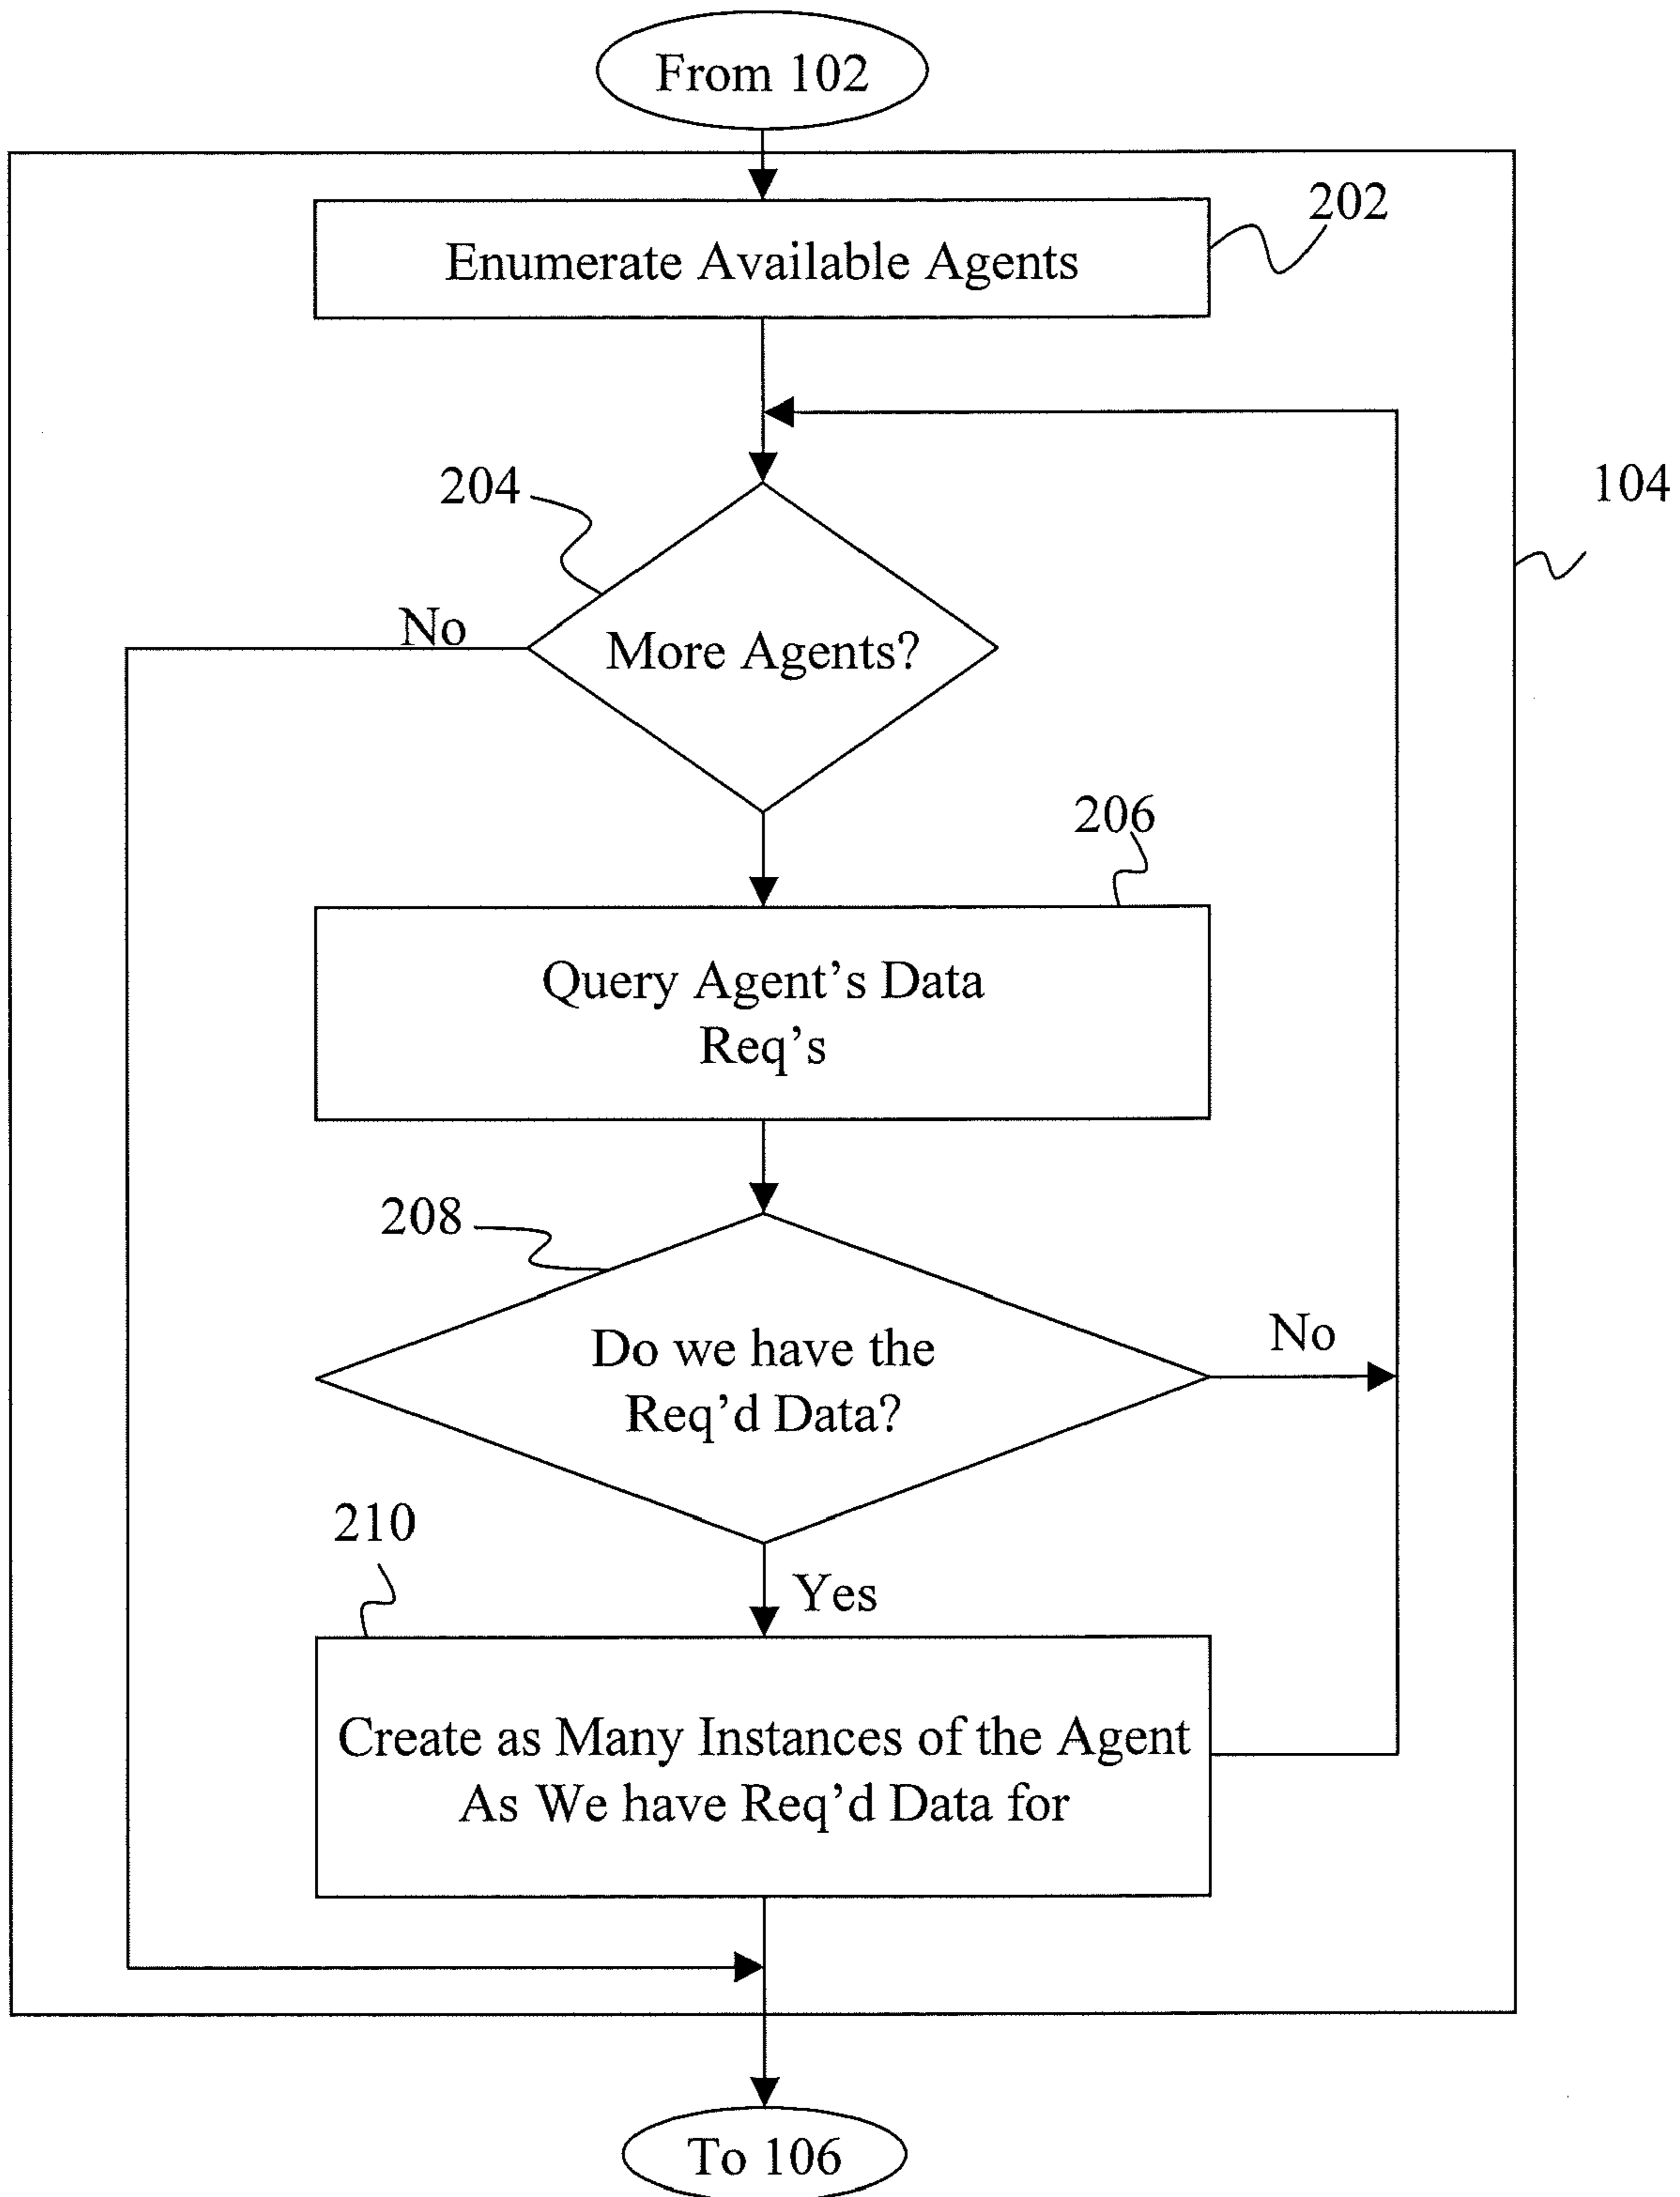 From 102
Enumerate Available Agents
202
104
204
No
More Agents?
206
Query Agent’s Data
Req’s
208
Do we have the
Req’d Data?
No
210
Yes
Create as Many Instances of the Agent
As We have Req’d Data for
To 106